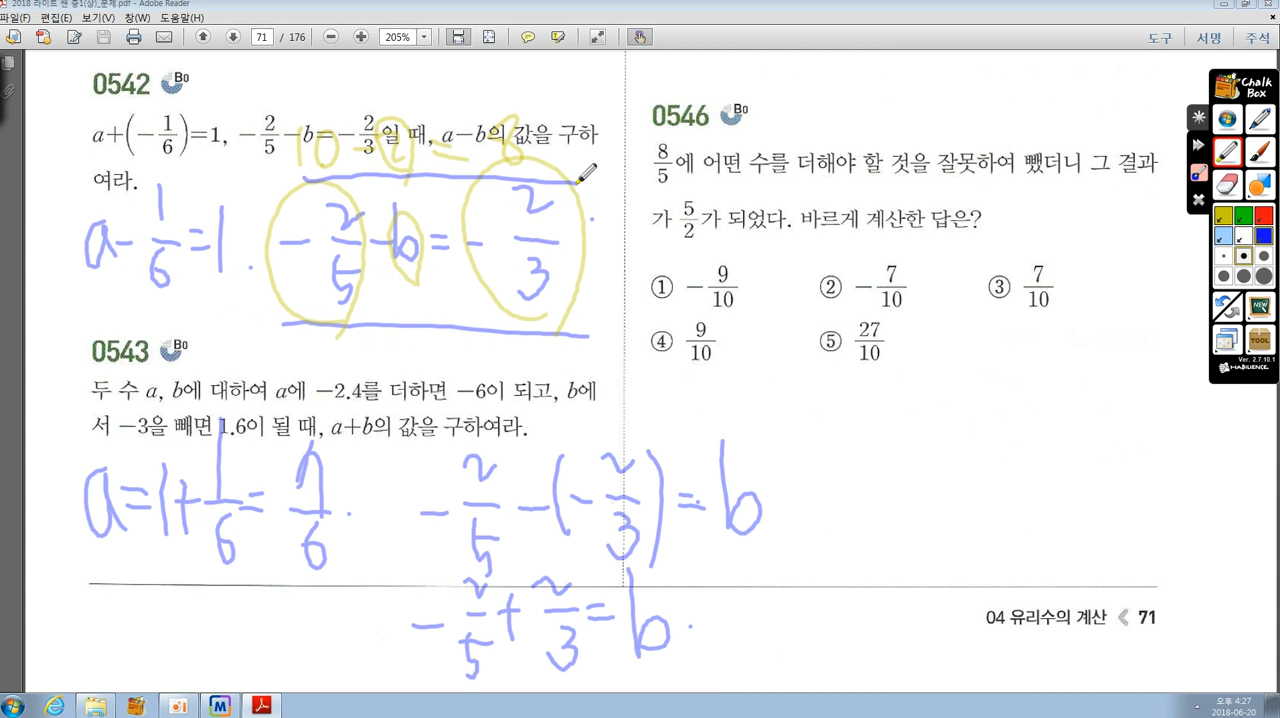 2018 라이트 쎈 중1(상)_문제.pdf - Adobe Reader
파일(F) 편집(E) 보기(V) 창(W) 도움말(H)
71 / 176 205% 도구 서명 주석
0542 B0
a+(-1/6)=1, -2/5-b=-2/3일 때, a-b의 값을 구하
여라.
10-2=8
a-1/6=1. -2/5-b=-2/3.
0543 B0
두 수 a, b에 대하여 a에 -2.4를 더하면 -6이 되고, b에
서 -3을 빼면 1.6이 될 때, a+b의 값을 구하여라.
a=1+1/6=7/6. -2/5-(-2/3)=b
-2/5+2/3=b.
0546 B0
8/5에 어떤 수를 더해야 할 것을 잘못하여 뺐더니 그 결과
가 5/2가 되었다. 바르게 계산한 답은?
① -9/10 ② -7/10 ③ 7/10
④ 9/10 ⑤ 27/10
04 유리수의 계산 71
Chalk Box
NEW
TOOL
Ver. 2.7.10.1
HABILIENCE
오후 4:27
2018-06-20